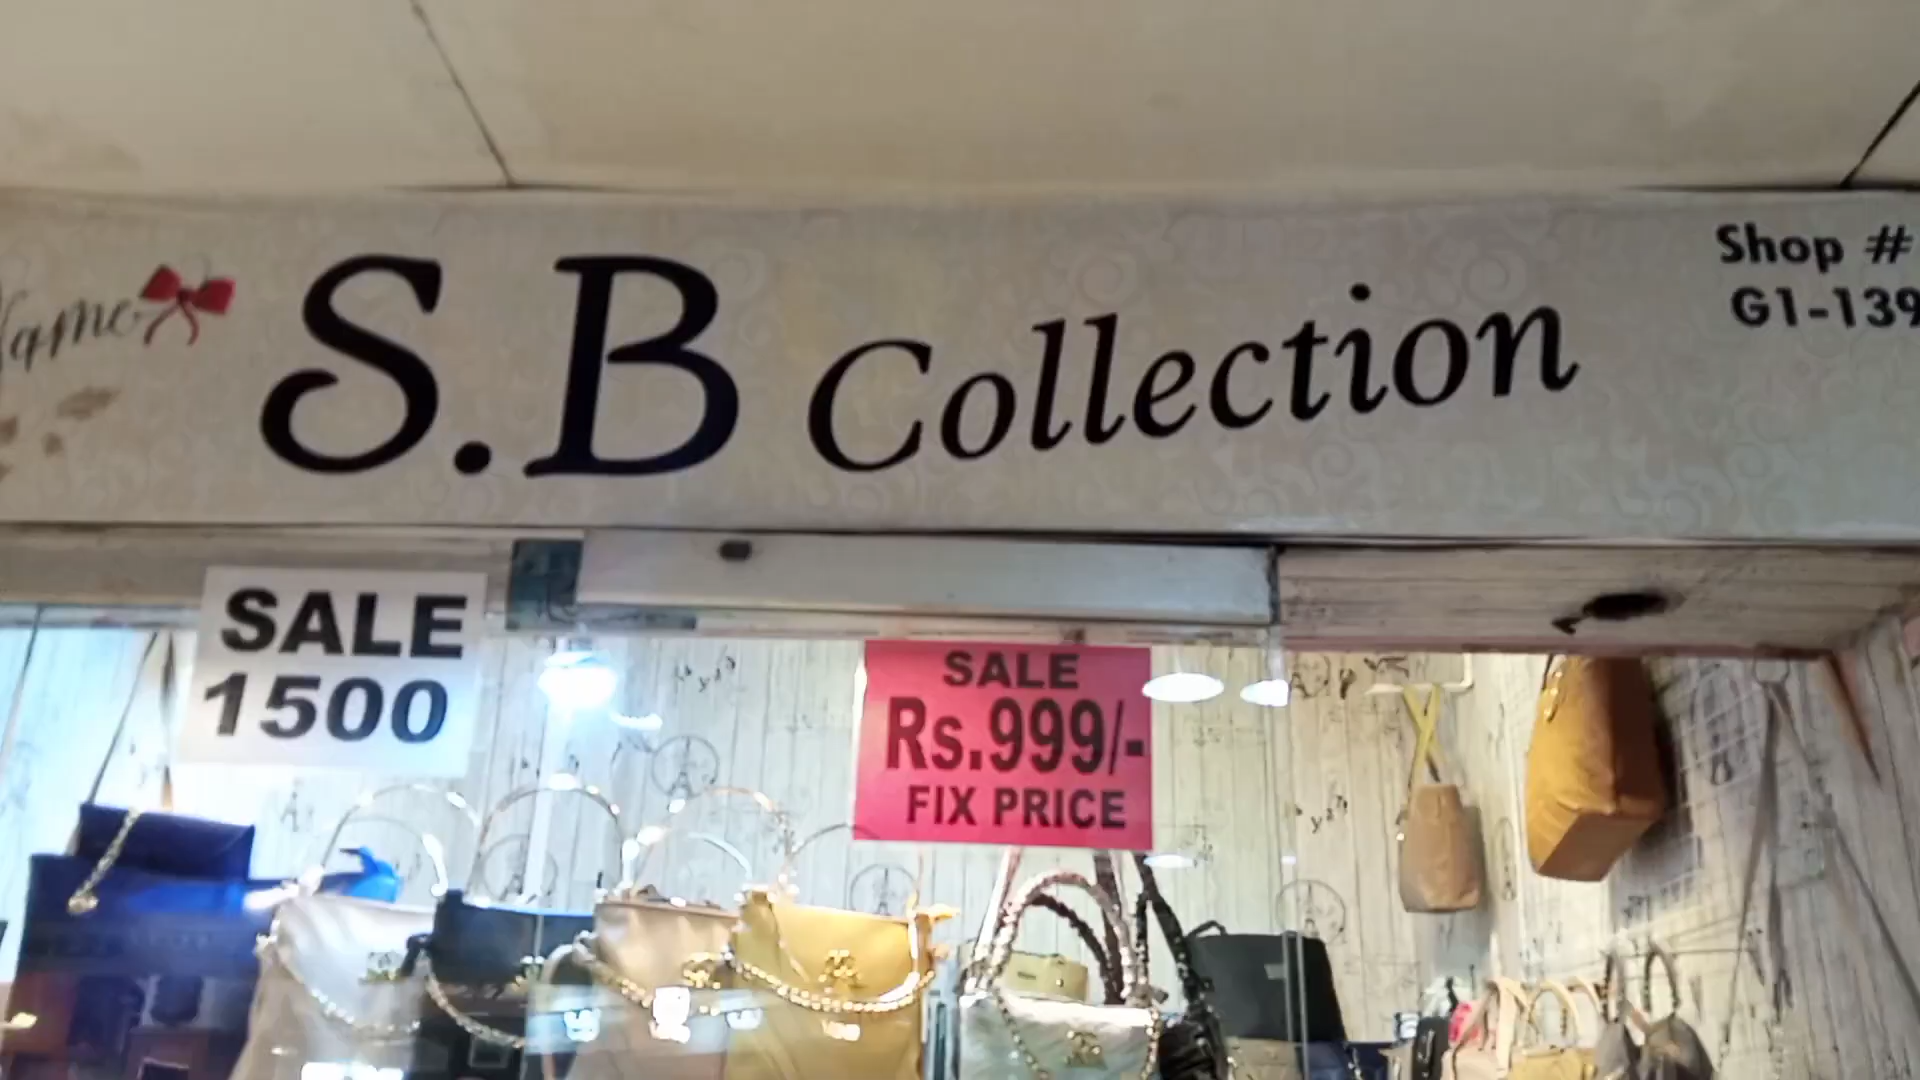 S.B Collection
Shop #
G1-139
SALE
1500
SALE
Rs.999/-
FIX PRICE